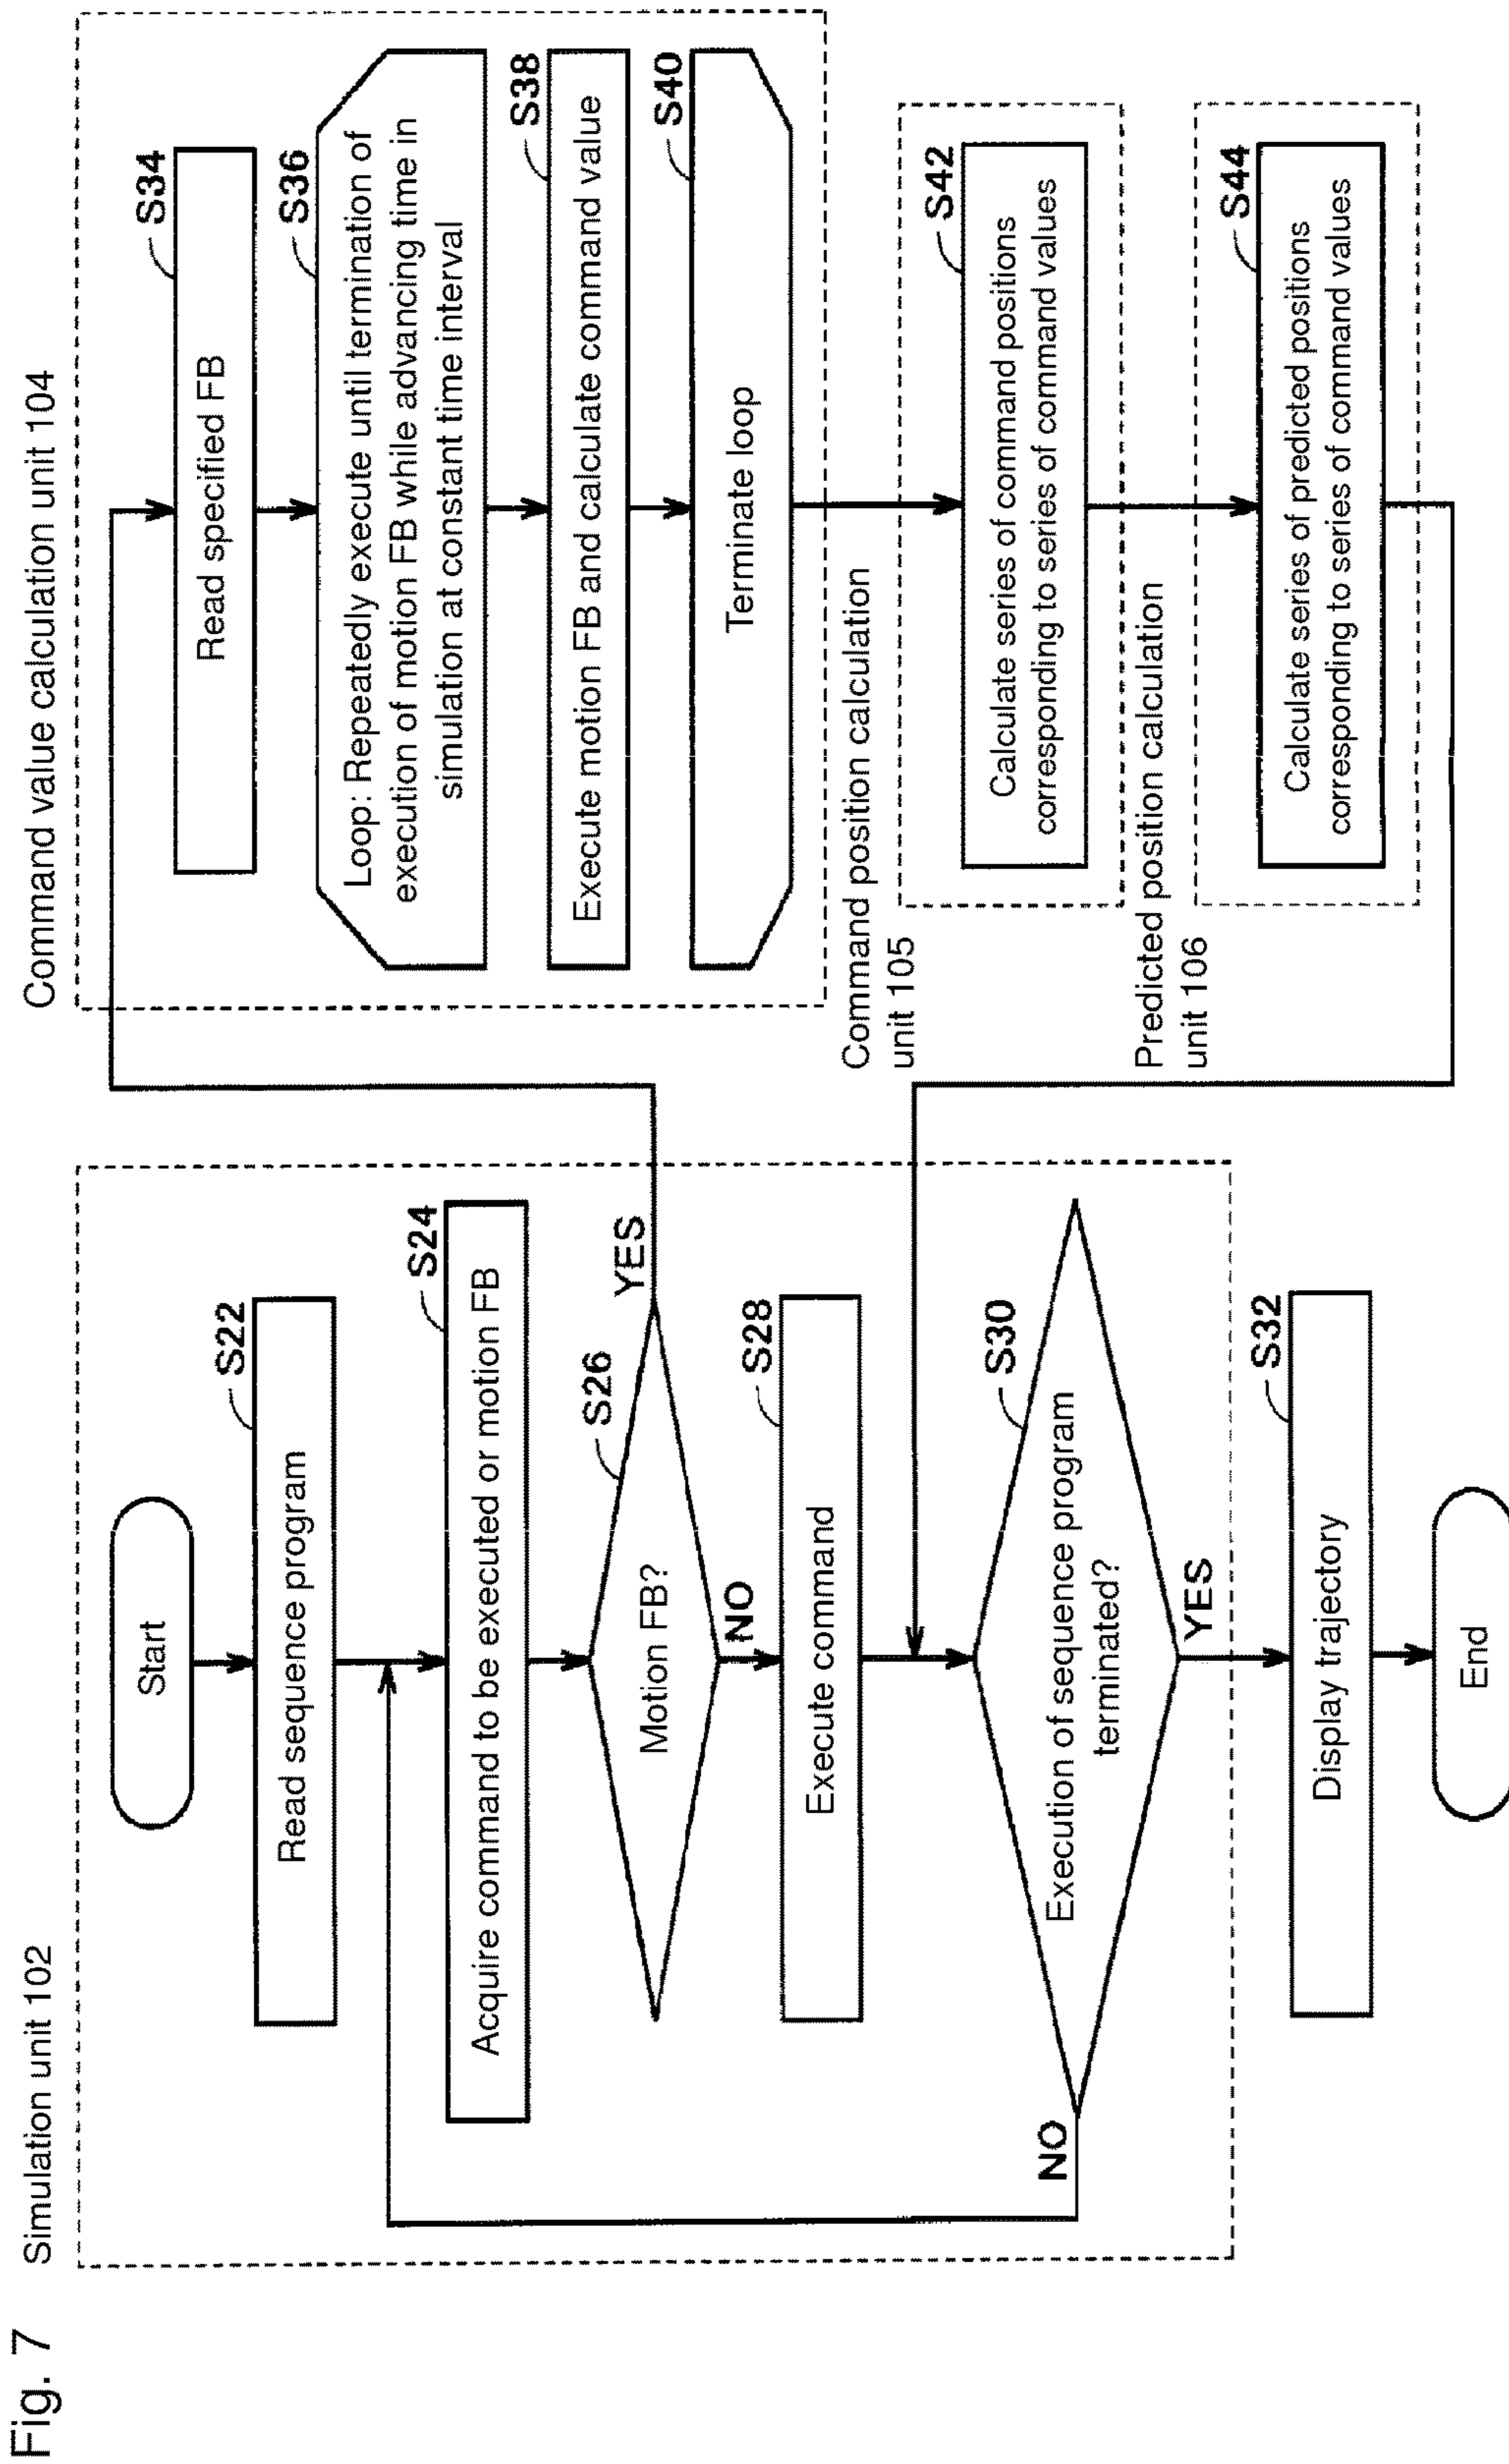 Fig. 7
Simulation unit 102
Start
S22
Read sequence program
S24
Acquire command to be executed or motion FB
S26
Motion FB?
YES
NO
S28
Execute command
S30
Execution of sequence program
terminated?
NO
YES
S32
Display trajectory
End
Command value calculation unit 104
S34
Read specified FB
S36
Loop: Repeatedly execute until termination of
execution of motion FB while advancing time in
simulation at constant time interval
S38
Execute motion FB and calculate command value
S40
Terminate loop
Command position calculation
unit 105
S42
Calculate series of command positions
corresponding to series of command values
Predicted position calculation
unit 106
S44
Calculate series of predicted positions
corresponding to series of command values